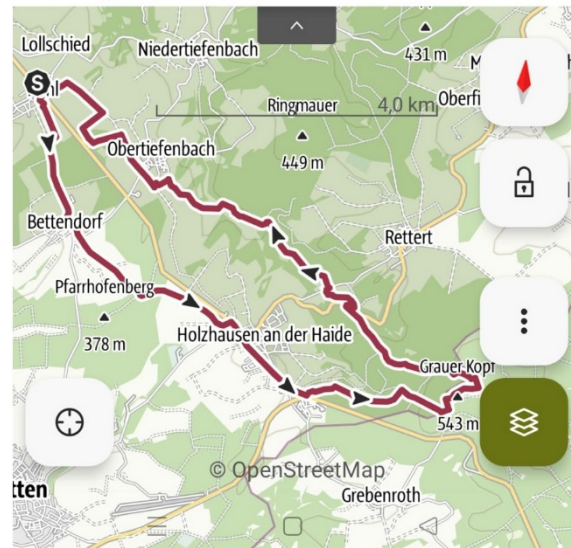 Lollschied
Niedertiefenbach
431 m
M
S
hl
Ringmauer
4,0 km
Oberfi
Obertiefenbach
449 m
Bettendorf
Rettert
Pfarrhofenberg
378 m
Holzhausen an der Haide
Grauer Kopf
543 m
© OpenStreetMap
tten
Grebenroth